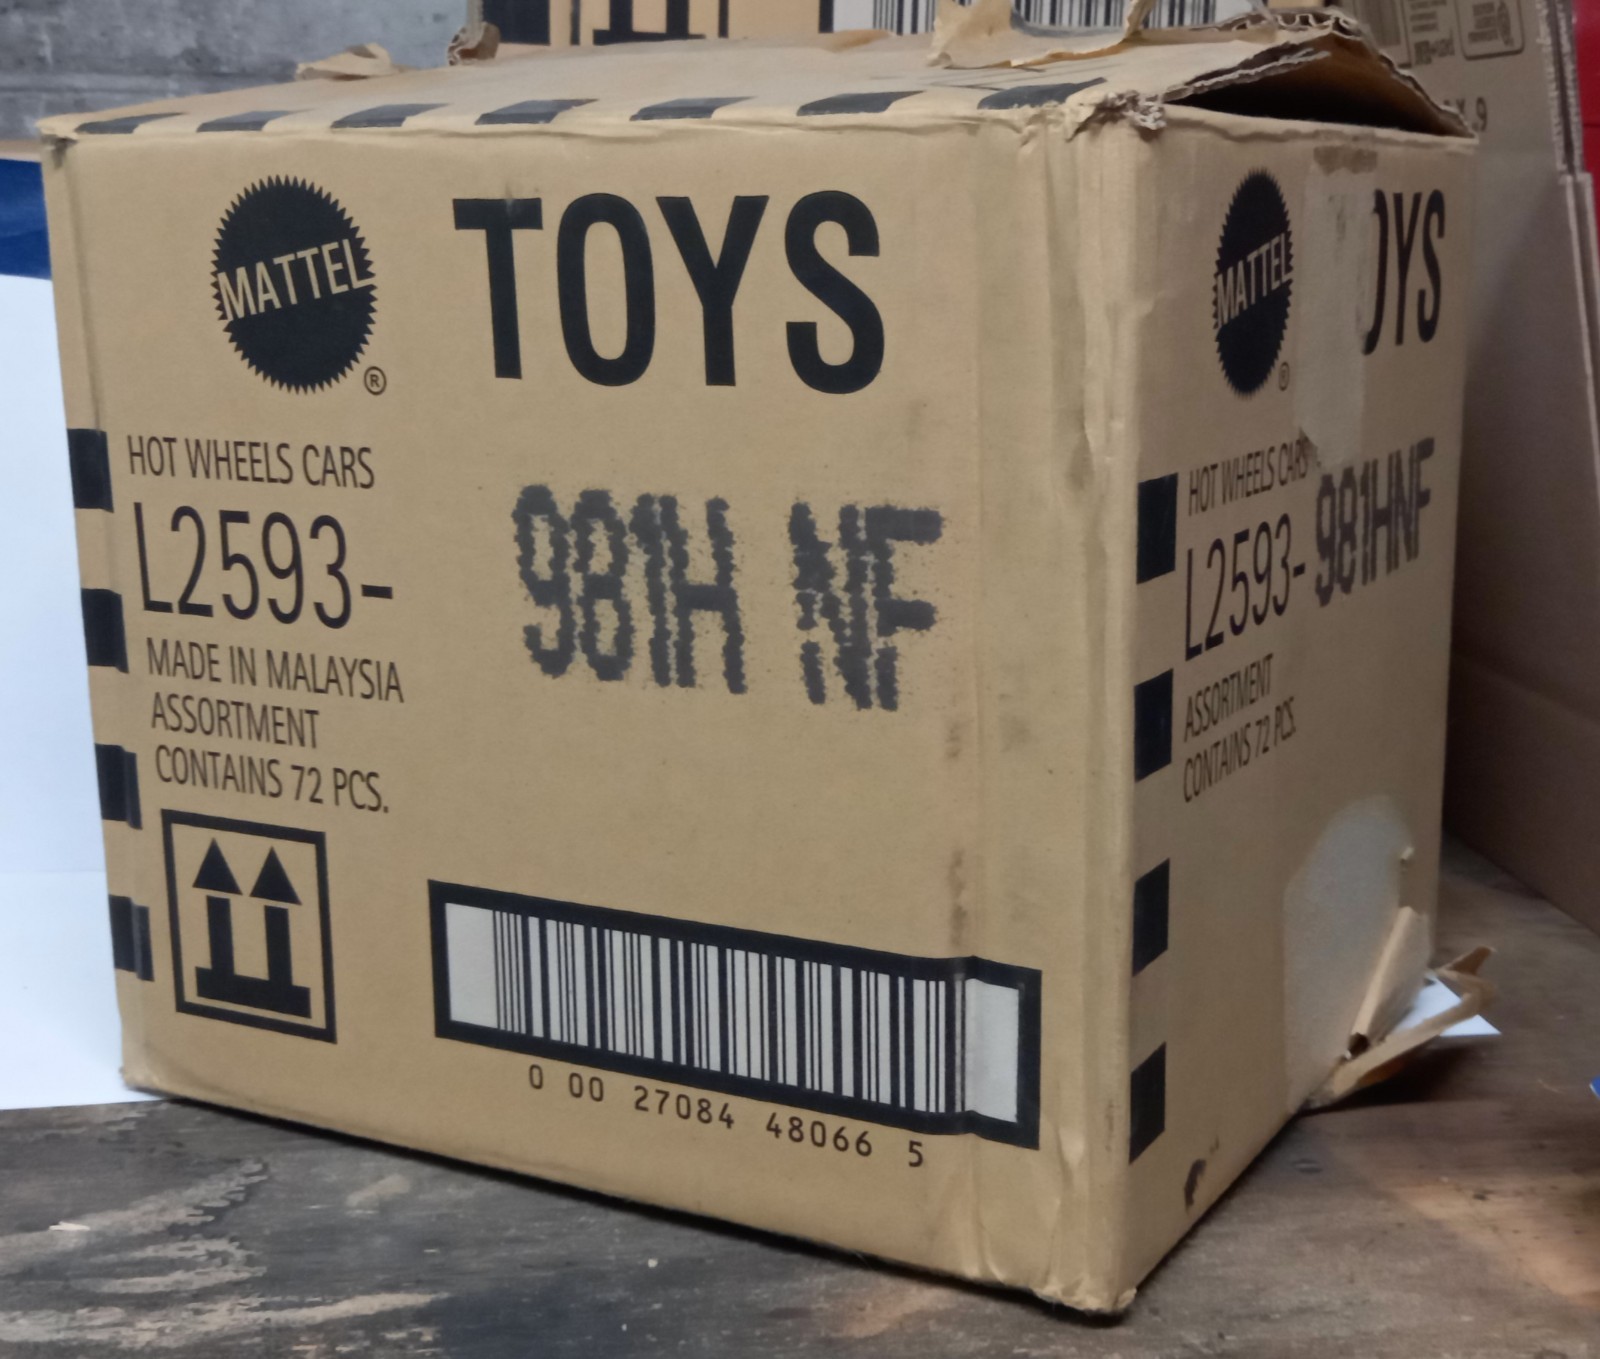 MATTEL
®
TOYS
HOT WHEELS CARS
L2593-
981H NF
MADE IN MALAYSIA
ASSORTMENT
CONTAINS 72 PCS.
0 00 27084 48066 5
MATTEL
®
OYS
HOT WHEELS CARS
L2593-
981HNF
ASSORTMENT
CONTAINS 72 PCS.